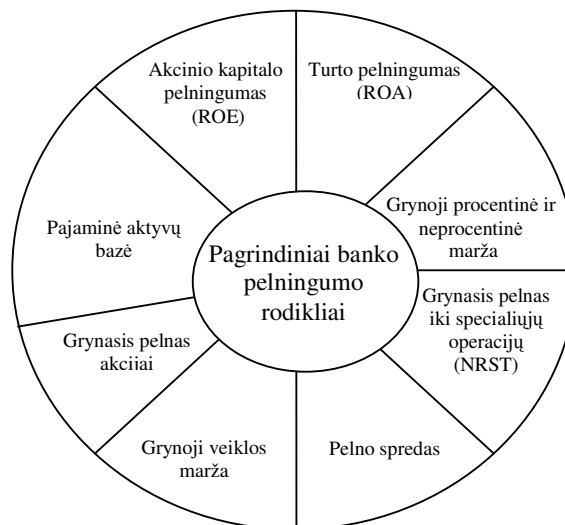 Akcinio kapitalo
pelningumas
(ROE)
Turto pelningumas
(ROA)
Grynoji procentinė ir
neprocentinė
marža
Grynasis pelnas
iki specialiųjų
operacijų
(NRST)
Pelno spredas
Grynoji veiklos
marža
Grynasis pelnas
akcijai
Pajaminė aktyvų
bazė
Pagrindiniai banko
pelningumo
rodikliai